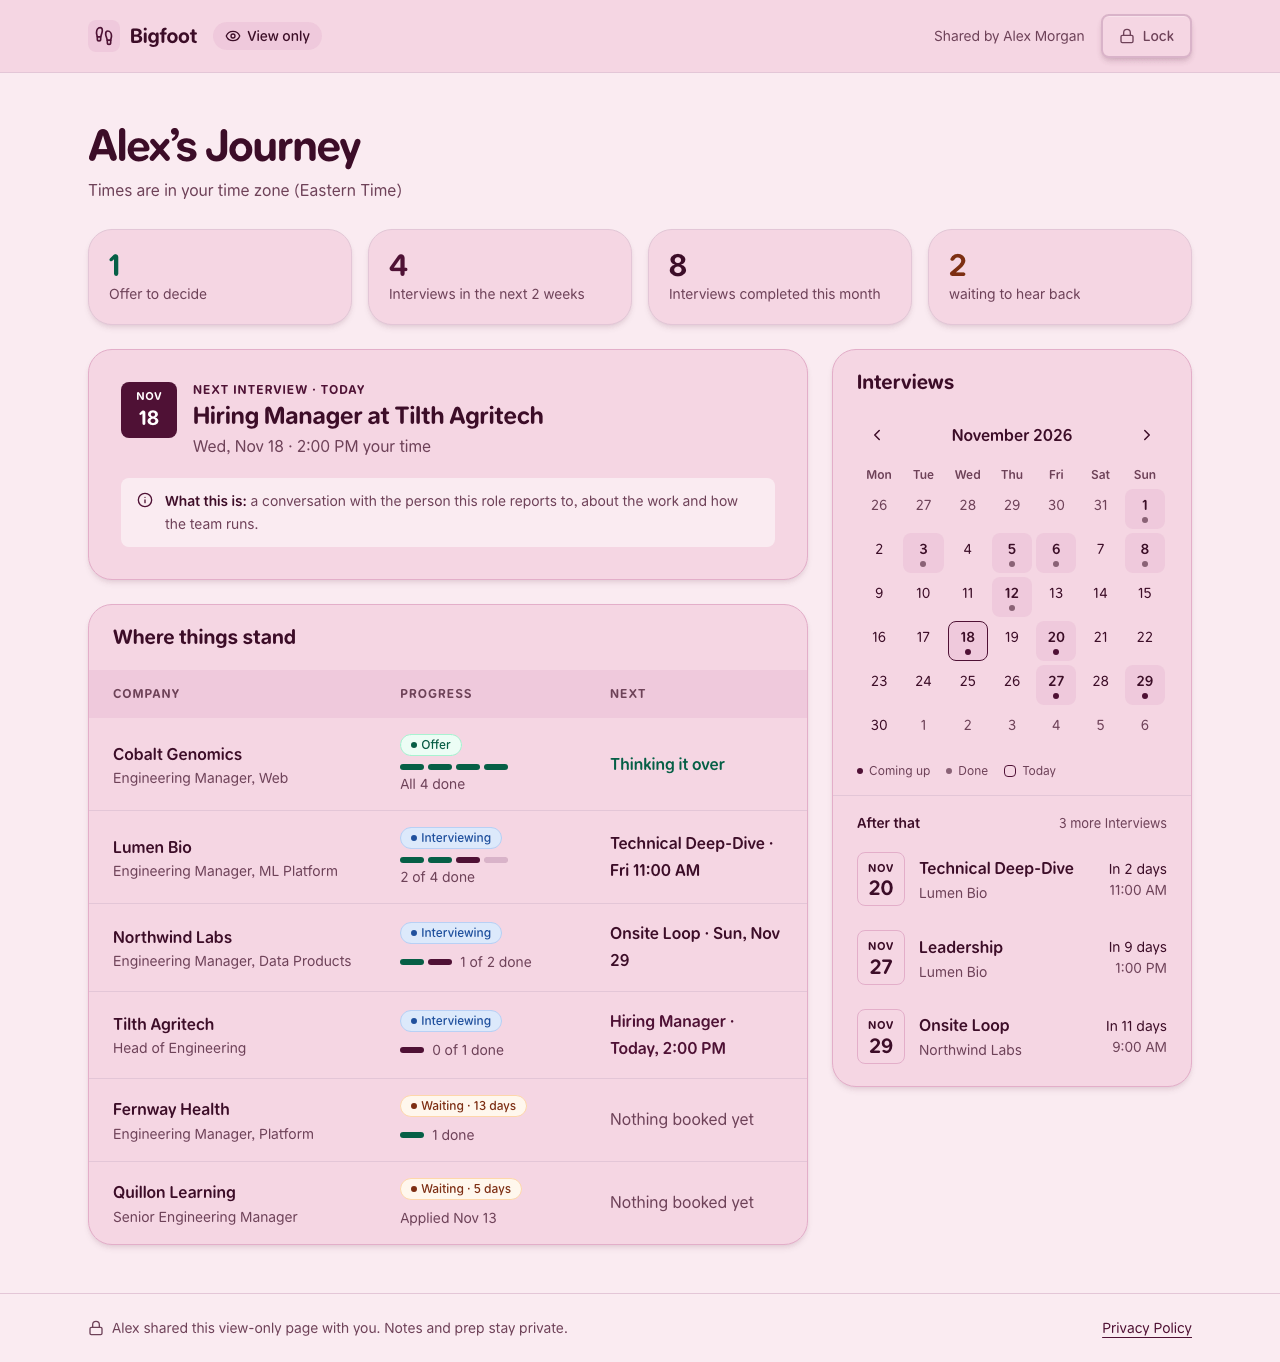 Bigfoot
View only
Shared by Alex Morgan
Lock
Alex's Journey
Times are in your time zone (Eastern Time)
1
Offer to decide
4
Interviews in the next 2 weeks
8
Interviews completed this month
2
waiting to hear back
NOV
18
NEXT INTERVIEW · TODAY
Hiring Manager at Tilth Agritech
Wed, Nov 18 · 2:00 PM your time
What this is: a conversation with the person this role reports to, about the work and how
the team runs.
Where things stand
COMPANY PROGRESS NEXT
Cobalt Genomics
Engineering Manager, Web
Offer
All 4 done
Thinking it over
Lumen Bio
Engineering Manager, ML Platform
Interviewing
2 of 4 done
Technical Deep-Dive ·
Fri 11:00 AM
Northwind Labs
Engineering Manager, Data Products
Interviewing
1 of 2 done
Onsite Loop · Sun, Nov
29
Tilth Agritech
Head of Engineering
Interviewing
0 of 1 done
Hiring Manager ·
Today, 2:00 PM
Fernway Health
Engineering Manager, Platform
Waiting · 13 days
1 done
Nothing booked yet
Quillon Learning
Senior Engineering Manager
Waiting · 5 days
Applied Nov 13
Nothing booked yet
Interviews
November 2026
Mon Tue Wed Thu Fri Sat Sun
26 27 28 29 30 31 1
2 3 4 5 6 7 8
9 10 11 12 13 14 15
16 17 18 19 20 21 22
23 24 25 26 27 28 29
30 1 2 3 4 5 6
Coming up Done Today
After that
3 more Interviews
NOV
20
Technical Deep-Dive
Lumen Bio
In 2 days
11:00 AM
NOV
27
Leadership
Lumen Bio
In 9 days
1:00 PM
NOV
29
Onsite Loop
Northwind Labs
In 11 days
9:00 AM
Alex shared this view-only page with you. Notes and prep stay private.
Privacy Policy